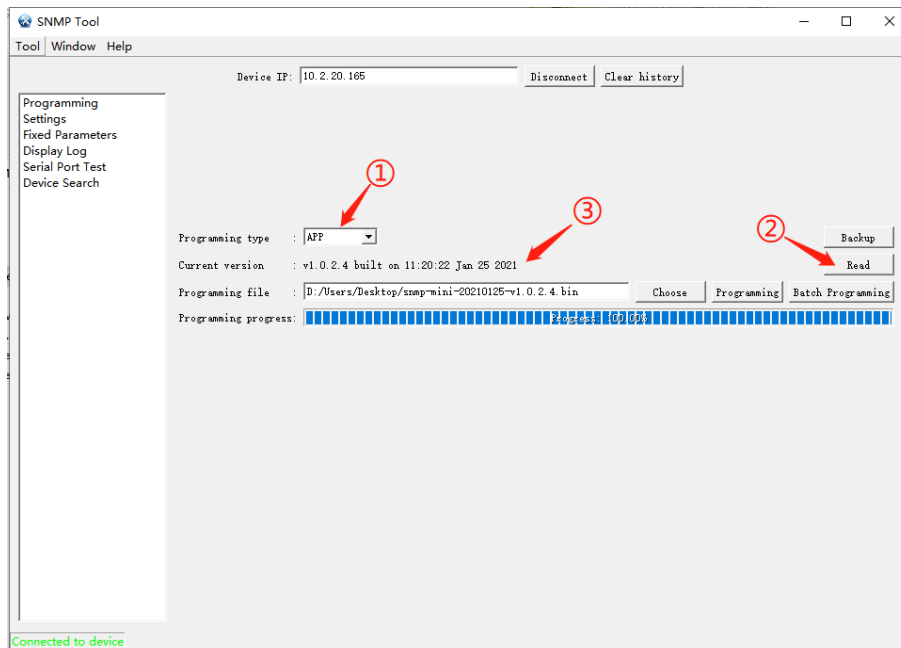 SNMP Tool
Tool Window Help
Device IP: 10.2.20.165 Disconnect Clear history
Programming
Settings
Fixed Parameters
Display Log
Serial Port Test
Device Search
①
③
②
Programming type : APP Backup
Current version : v1.0.2.4 built on 11:20:22 Jan 25 2021 Read
Programming file : D:/Users/Desktop/snmp-mini-20210125-v1.0.2.4.bin Choose Programming Batch Programming
Programming progress: Progress: 100.00%
Connected to device